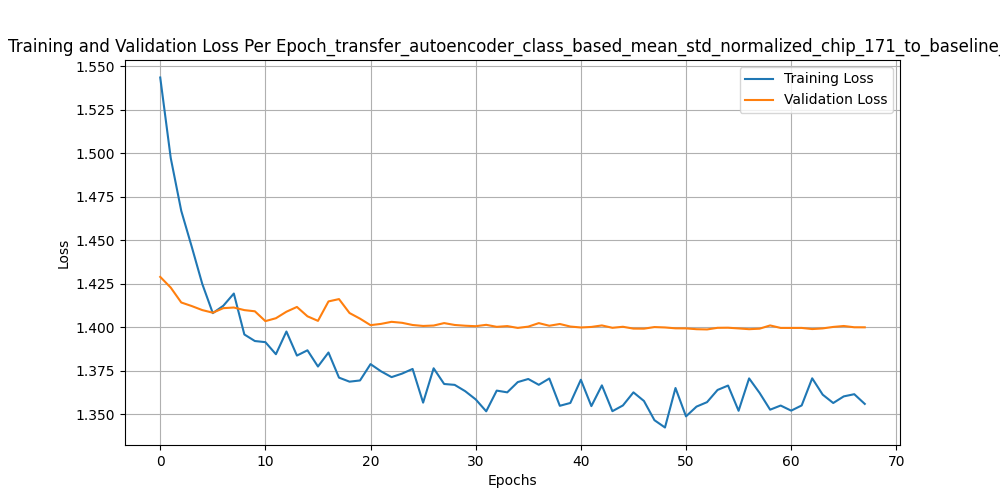 Training and Validation Loss Per Epoch_transfer_autoencoder_class_based_mean_std_normalized_chip_171_to_baseline_
1.550
Training Loss
Validation Loss
1.525
1.500
1.475
1.450
Loss
1.425
1.400
1.375
1.350
0 10 20 30 40 50 60 70
Epochs